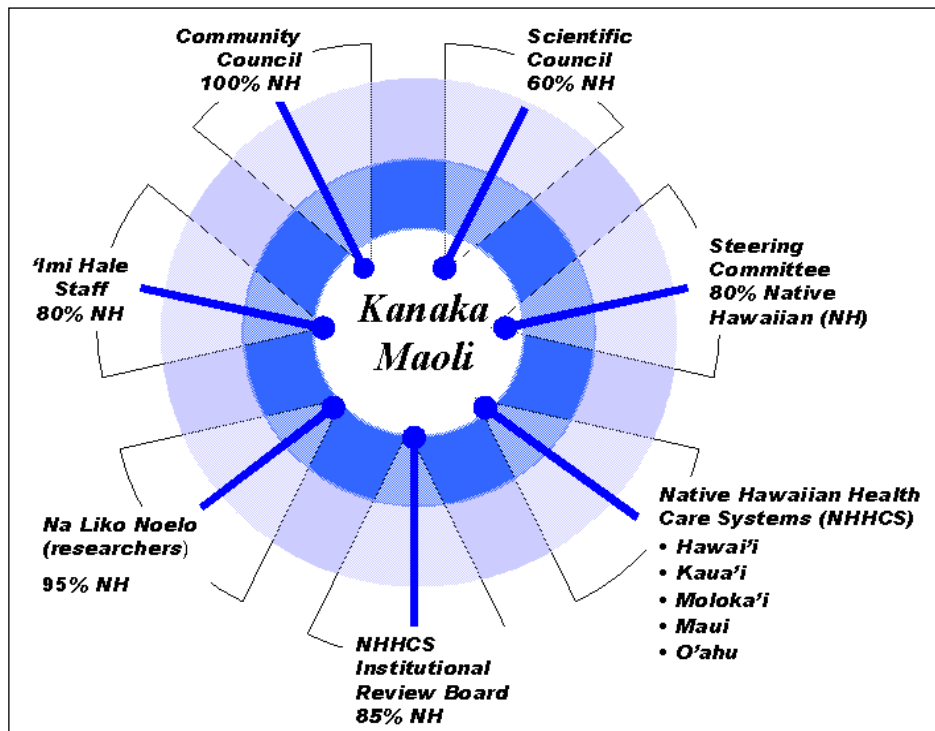 Community
Council
100% NH
Scientific
Council
60% NH
Steering
Committee
80% Native
Hawaiian (NH)
Native Hawaiian Health
Care Systems (NHHCS)
• Hawai'i
• Kaua'i
• Moloka'i
• Maui
• O'ahu
NHHCS
Institutional
Review Board
85% NH
Na Liko Noelo
(researchers)
95% NH
'Imi Hale
Staff
80% NH
Kanaka
Maoli